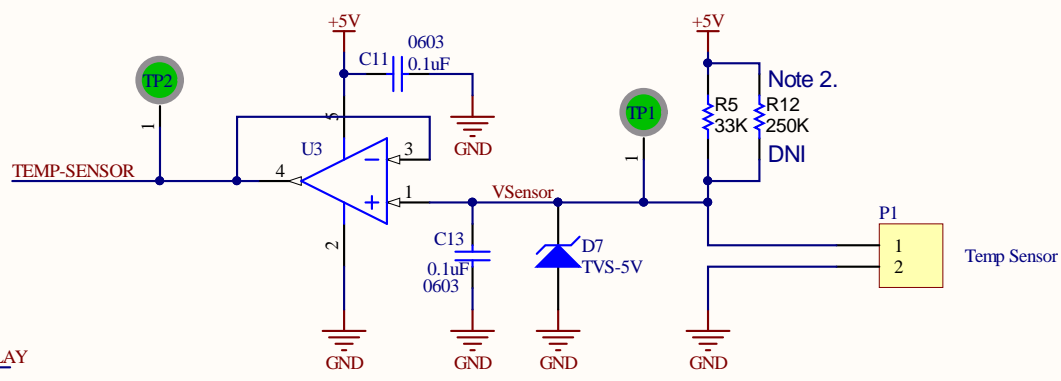 +5V
+5V
0603
C11
0.1uF
TP2
Note 2.
5
TP1
R5
R12
33K
250K
1
U3
GND
3
1
DNI
TEMP-SENSOR
4
1
VSensor
P1
2
C13
D7
1
0.1uF
TVS-5V
2
Temp Sensor
0603
GND
GND
GND
GND
LAY